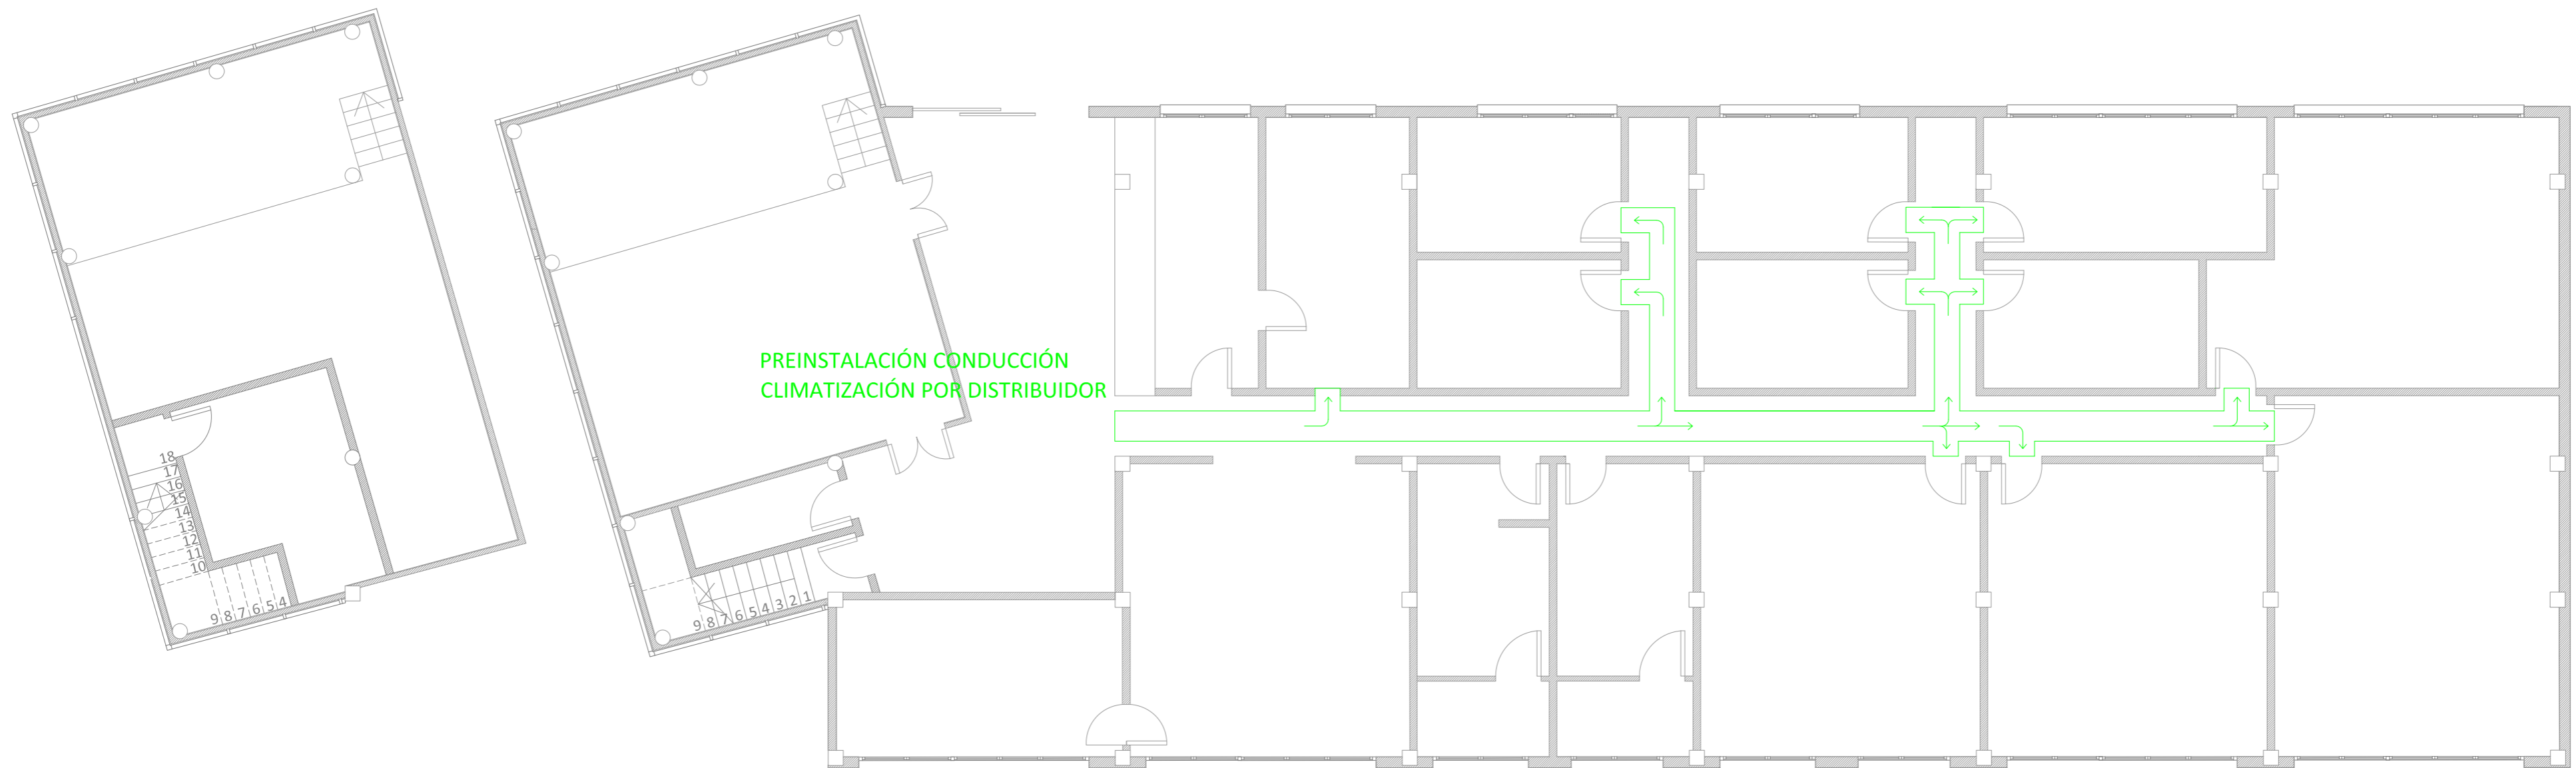 PREINSTALACIÓN CONDUCCIÓN
CLIMATIZACIÓN POR DISTRIBUIDOR
18
17
16
15
14
13
12
11
10
9 8 7 6 5 4
9 8 7 6 5 4 3 2 1